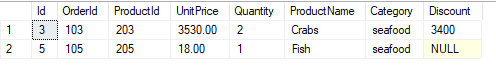 Id OrderId ProductId UnitPrice Quantity ProductName Category Discount
1 3 103 203 3530.00 2 Crabs seafood 3400
2 5 105 205 18.00 1 Fish seafood NULL